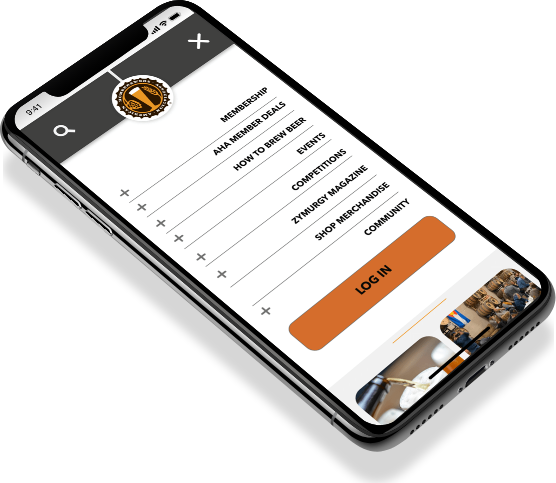 9:41
MEMBERSHIP
AHA MEMBER DEALS
HOW TO BREW BEER
EVENTS
COMPETITIONS
ZYMURGY MAGAZINE
SHOP MERCHANDISE
COMMUNITY
LOG IN